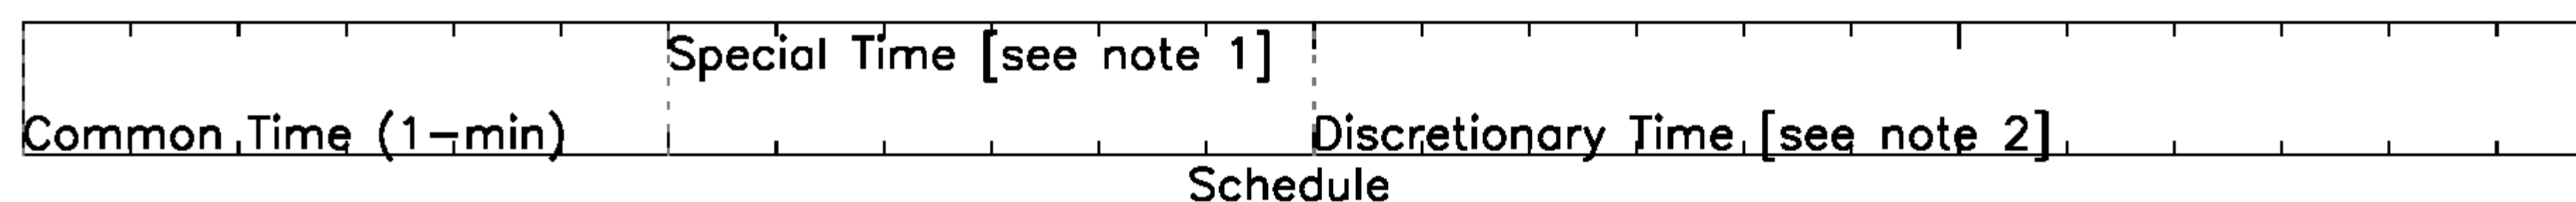 Special Time [see note 1]
Common Time (1-min)
Discretionary Time [see note 2]
Schedule